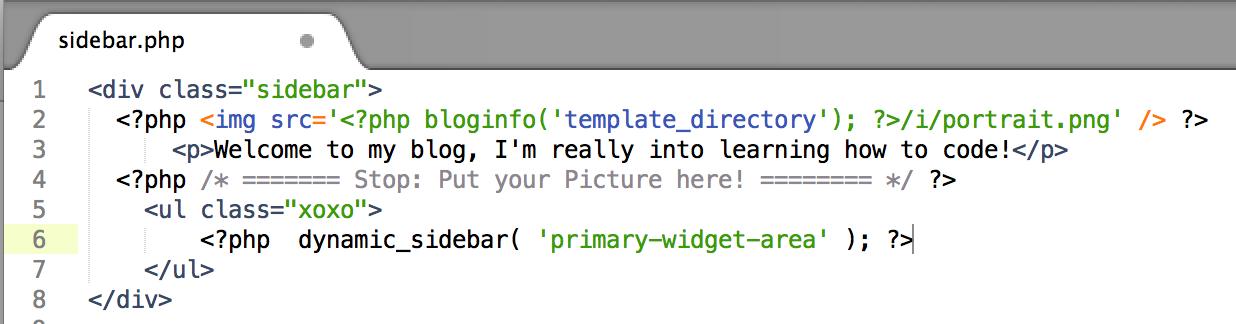 sidebar.php
1 <div class="sidebar">
2 <?php <img src='<?php bloginfo('template_directory'); ?>/i/portrait.png' /> ?>
3 <p>Welcome to my blog, I'm really into learning how to code!</p>
4 <?php /* ======= Stop: Put your Picture here! ======== */ ?>
5 <ul class="xoxo">
6 <?php  dynamic_sidebar( 'primary-widget-area' ); ?>
7 </ul>
8 </div>